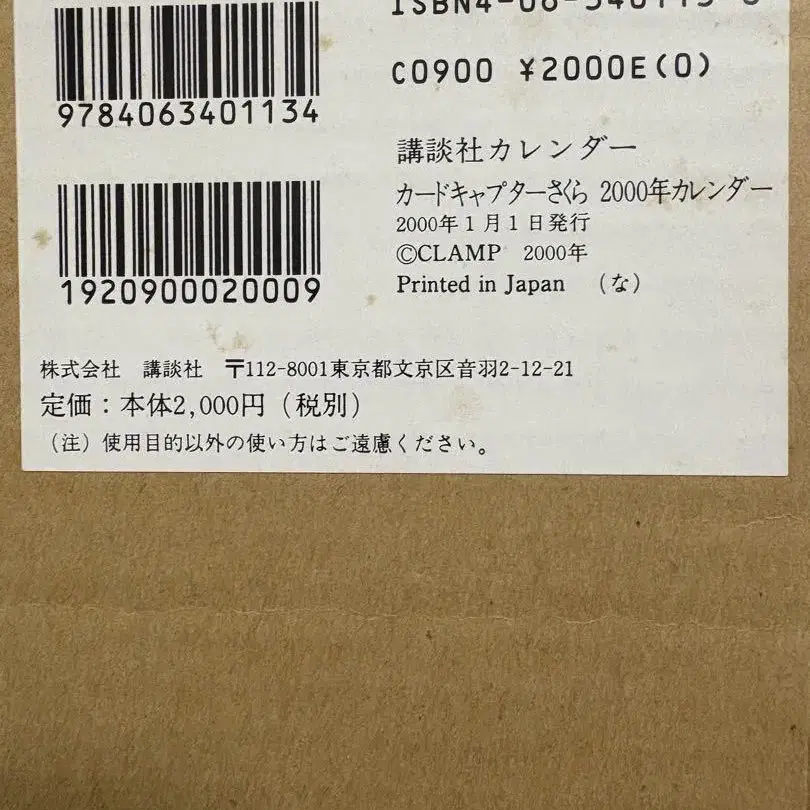 ISBN4-06-340113-
C0900 ¥2000E(0)
9784063401134
講談社カレンダー
カードキャプターさくら 2000年カレンダー
2000年1月1日発行
©CLAMP 2000年
Printed in Japan （な）
1920900020009
株式会社 講談社 〒112-8001東京都文京区音羽2-12-21
定価：本体2,000円（税別）
（注）使用目的以外の使い方はご遠慮ください。